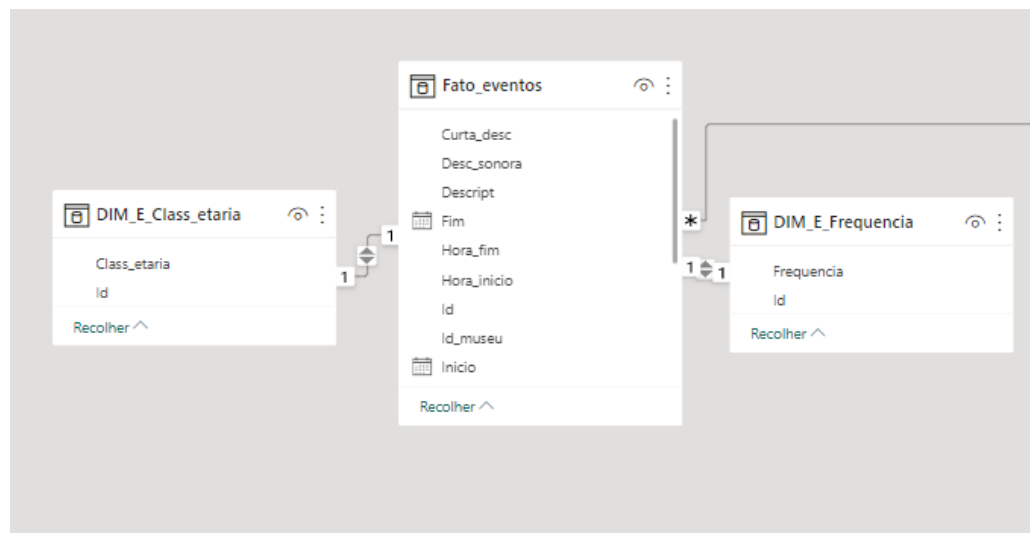 Fato_eventos
Curta_desc
Desc_sonora
Descript
Fim
Hora_fim
Hora_inicio
Id
Id_museu
Inicio
Recolher
DIM_E_Class_etaria
Class_etaria
Id
Recolher
1
1
*
1
1
DIM_E_Frequencia
Frequencia
Id
Recolher